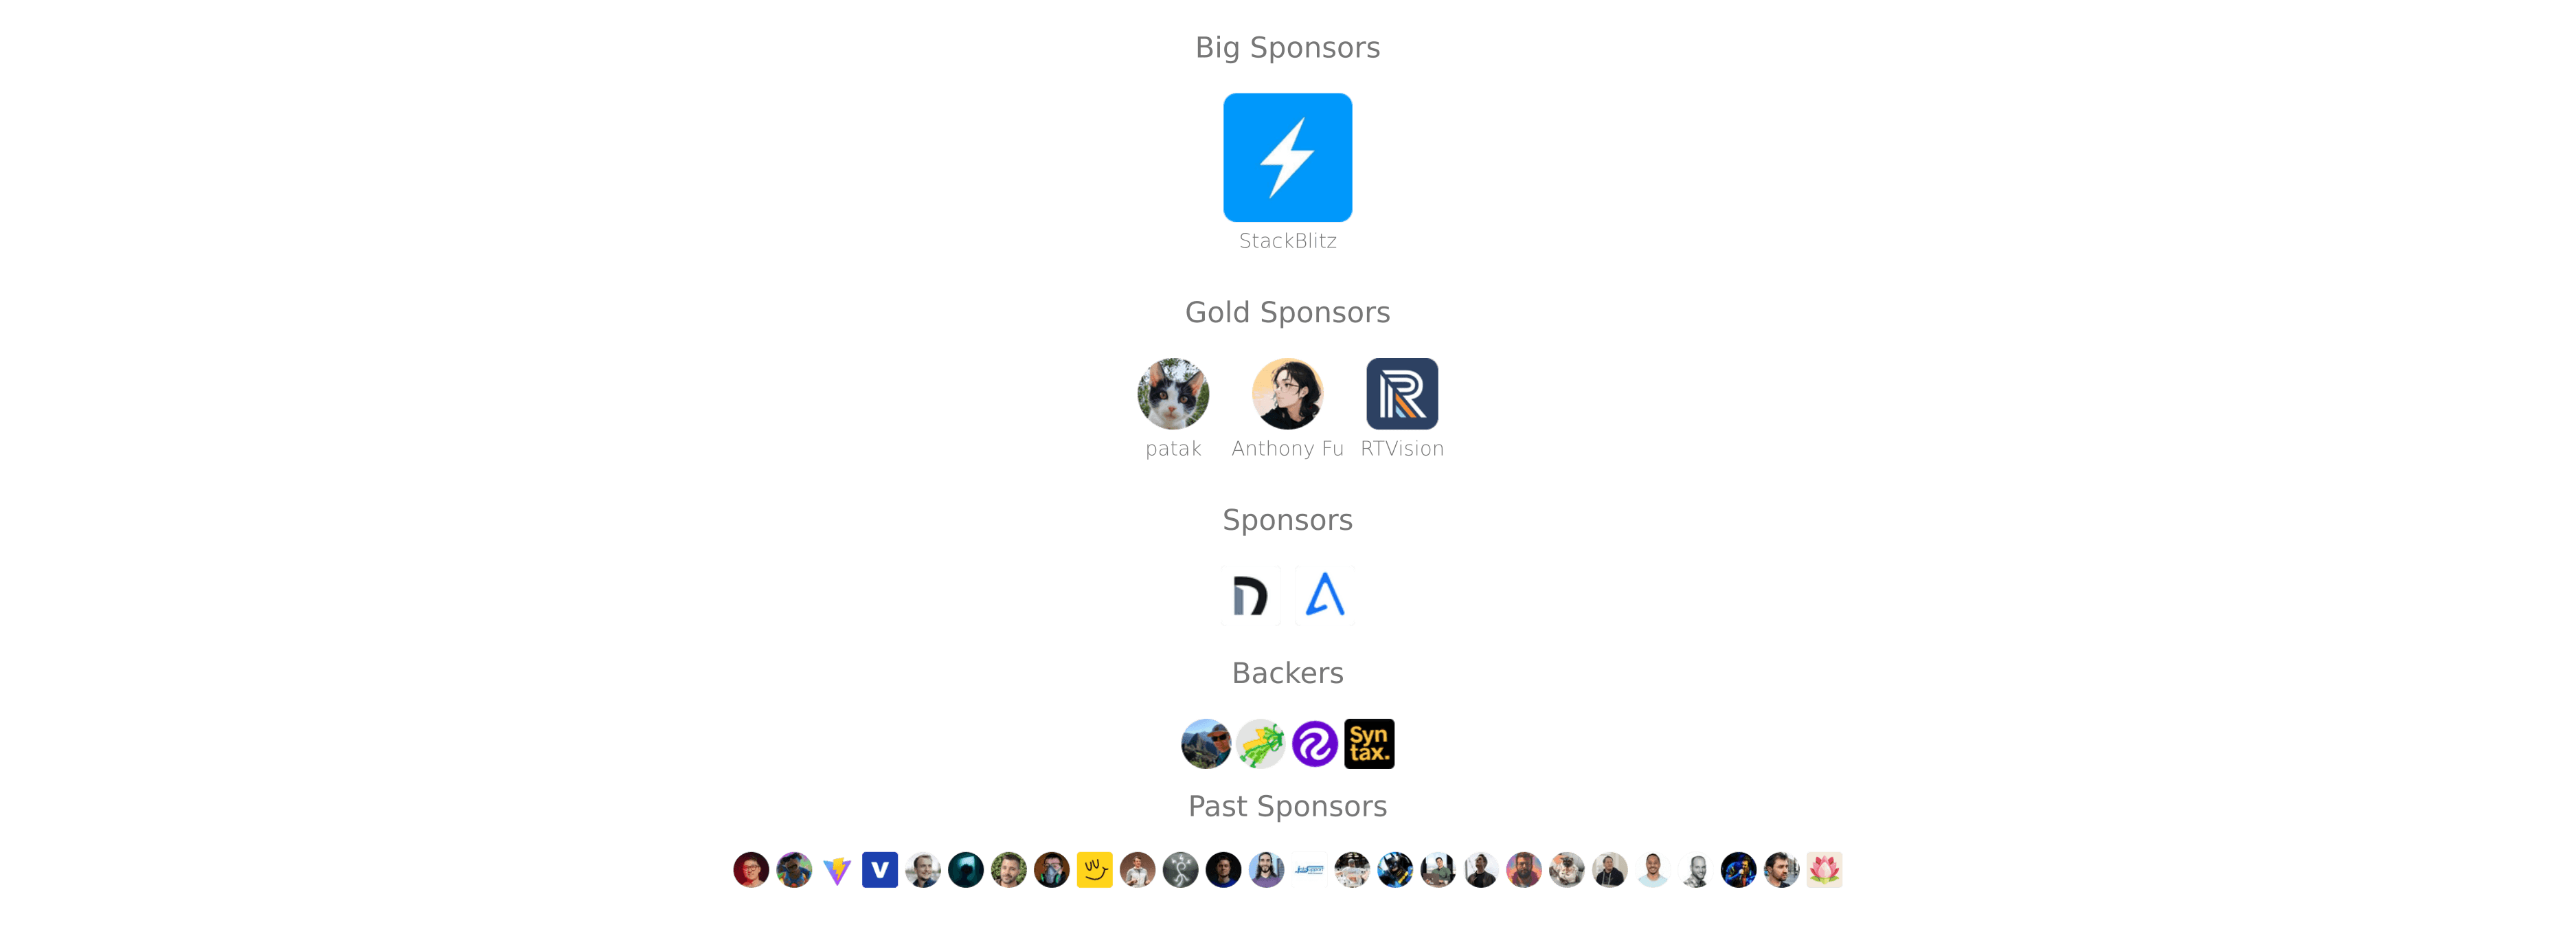 Big Sponsors
StackBlitz
Gold Sponsors
patak Anthony Fu RTVision
Sponsors
Backers
Syn
tax.
Past Sponsors
V